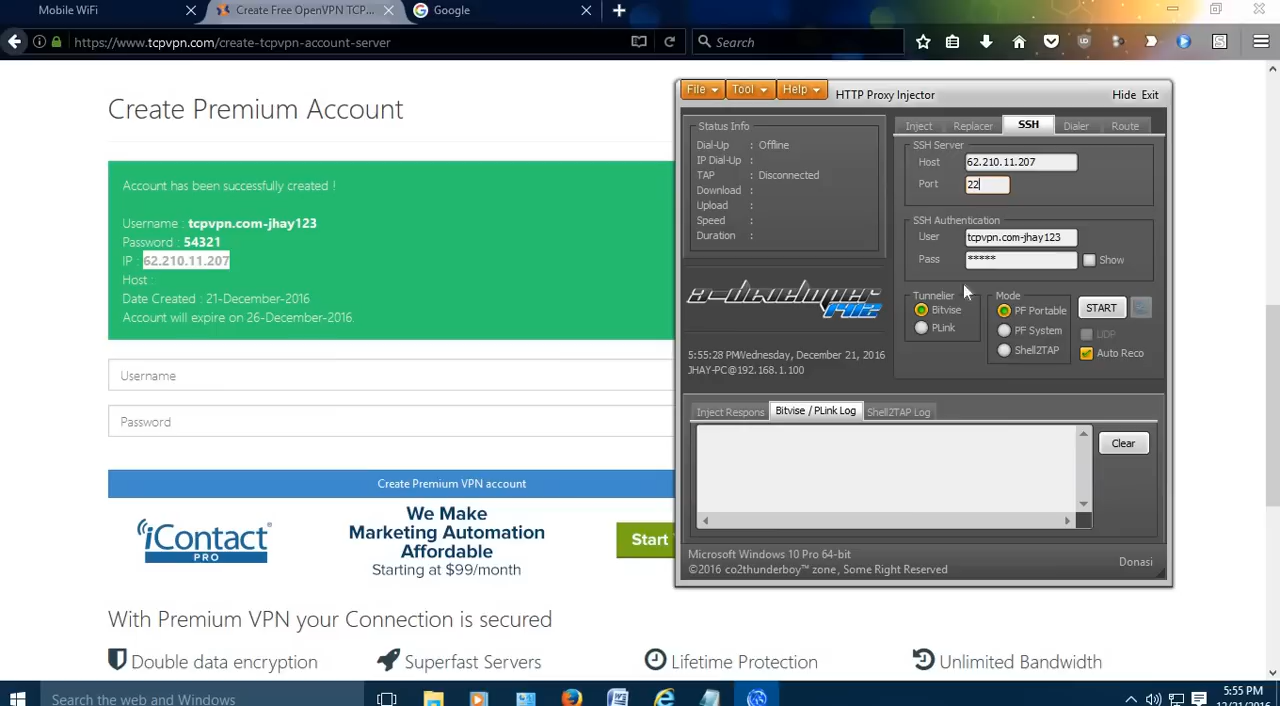 Mobile WiFi
Create Free OpenVPN TCP...
Google
https://www.tcpvpn.com/create-tcpvpn-account-server
Search
Create Premium Account
Account has been successfully created !
Username : tcpvpn.com-jhay123
Password : 54321
IP : 62.210.11.207
Host :
Date Created : 21-December-2016
Account will expire on 26-December-2016.
Username
Password
Create Premium VPN account
iContact
PRO
We Make
Marketing Automation
Affordable
Starting at $99/month
Start
With Premium VPN your Connection is secured
Double data encryption
Superfast Servers
Lifetime Protection
Unlimited Bandwidth
File
Tool
Help
HTTP Proxy Injector
Hide Exit
Status Info
Dial-Up : Offline
IP Dial-Up :
TAP : Disconnected
Download :
Upload :
Speed :
Duration :
a-developer
5:55:28 PMWednesday, December 21, 2016
JHAY-PC@192.168.1.100
Inject
Replacer
SSH
Dialer
Route
SSH Server
Host 62.210.11.207
Port 22
SSH Authentication
User tcpvpn.com-jhay123
Pass *****
Show
Tunnelier
Bitvise
PLink
Mode
PF Portable
PF System
Shell2TAP
START
UDP
Auto Reco
Inject Respons
Bitvise / PLink Log
Shell2TAP Log
Clear
Microsoft Windows 10 Pro 64-bit
©2016 co2thunderboy™ zone, Some Right Reserved
Donasi
Search the web and Windows
5:55 PM
12/21/2016